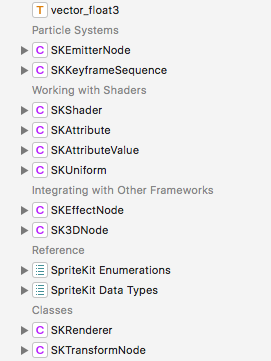 T vector_float3
Particle Systems
C SKEmitterNode
C SKKeyframeSequence
Working with Shaders
C SKShader
C SKAttribute
C SKAttributeValue
C SKUniform
Integrating with Other Frameworks
C SKEffectNode
C SK3DNode
Reference
SpriteKit Enumerations
SpriteKit Data Types
Classes
C SKRenderer
C SKTransformNode